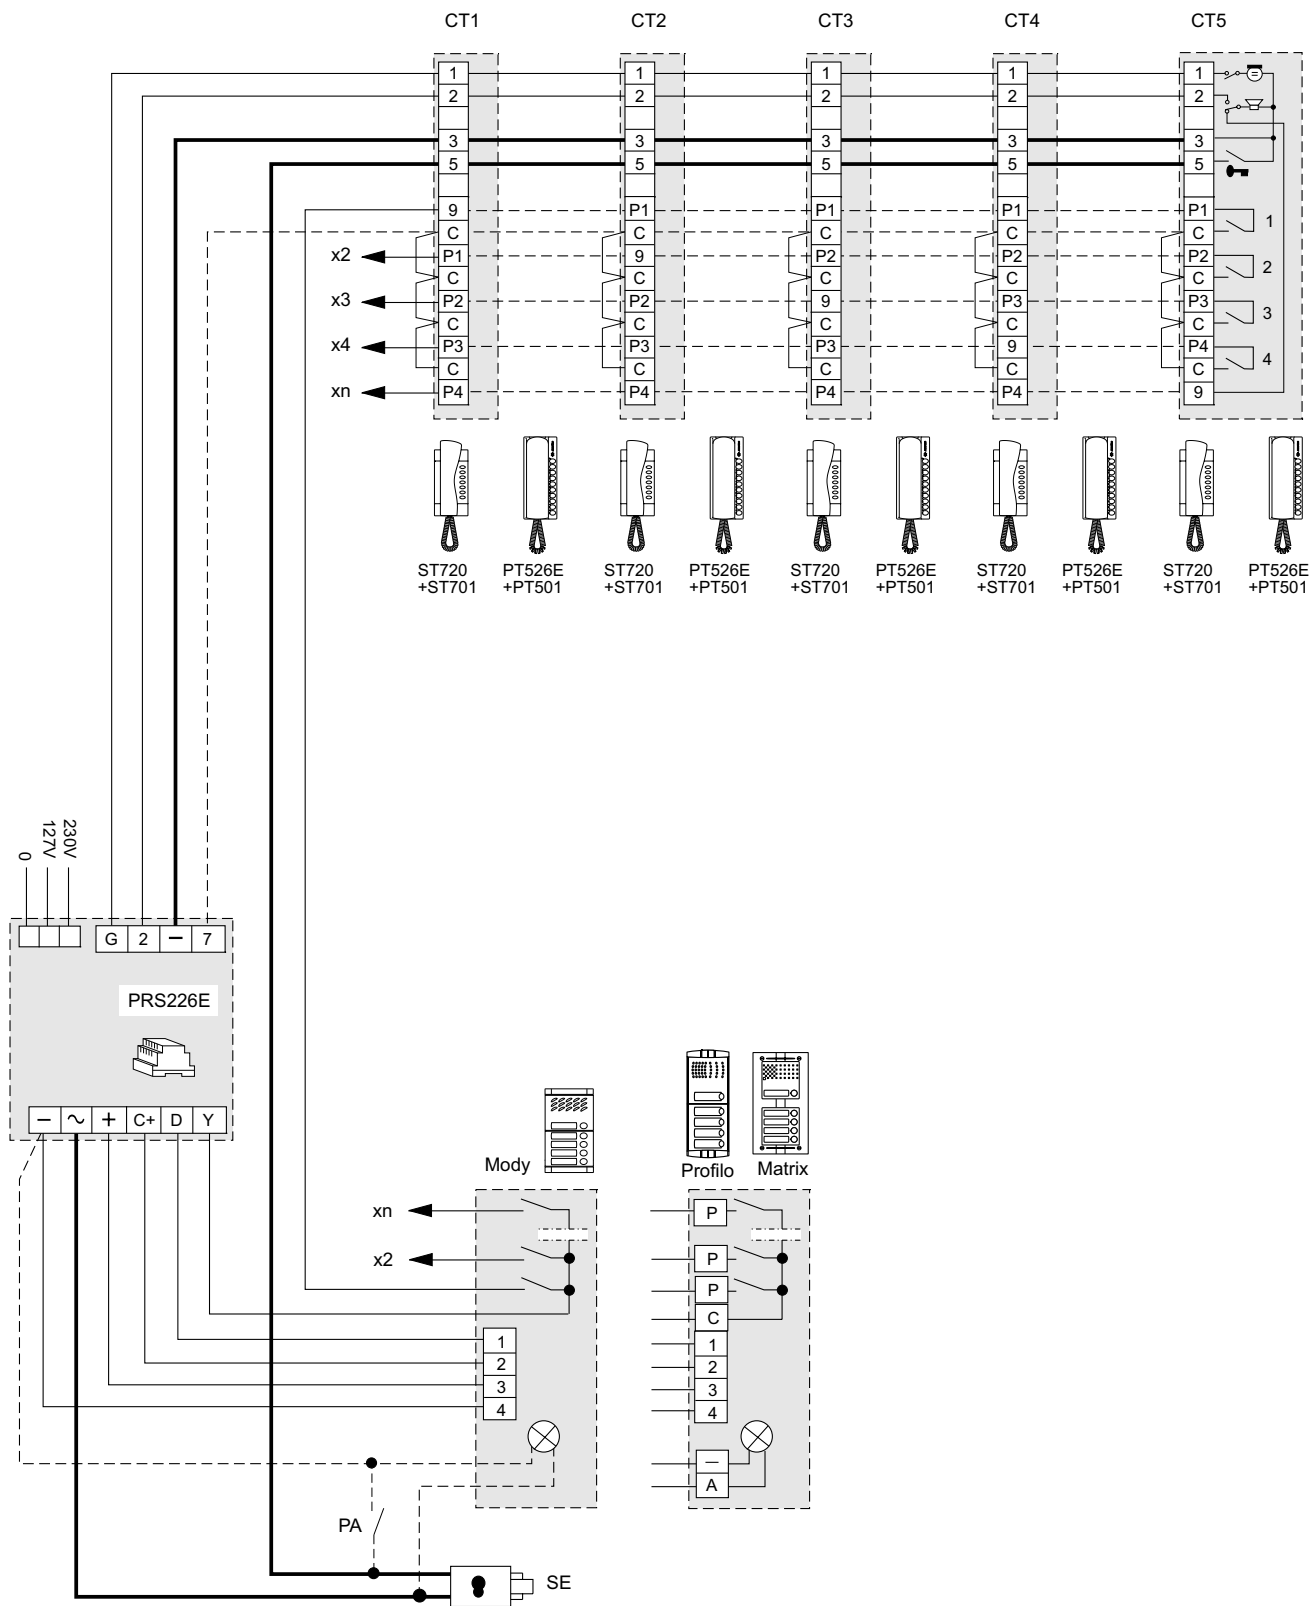 CT1 CT2 CT3 CT4 CT5
1 1 1 1 1
2 2 2 2 2
3 3 3 3 3
5 5 5 5 5
9 P1 P1 P1 P1 1
C C C C C
x2 P1 9 P2 P2 P2 2
C C C C C
x3 P2 P2 9 P3 P3 3
C C C C C
x4 P3 P3 P3 9 P4 4
C C C C C
xn P4 P4 P4 P4 9
ST720 PT526E ST720 PT526E ST720 PT526E ST720 PT526E ST720 PT526E
+ST701 +PT501 +ST701 +PT501 +ST701 +PT501 +ST701 +PT501 +ST701 +PT501
0 127V 230V
G 2 — 7
PRS226E
— ~ + C+ D Y
Mody Profilo Matrix
xn P
x2 P
P
C
1 1
2 2
3 3
4 4
—
A
PA
SE